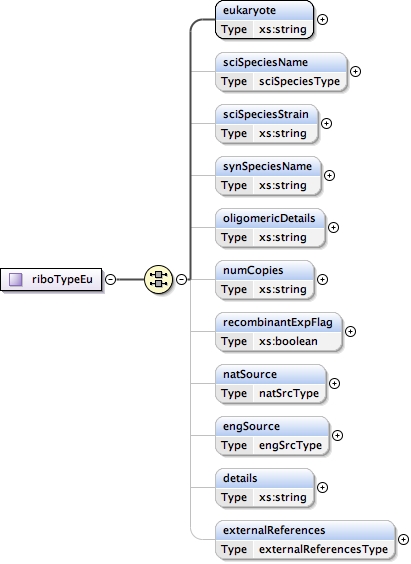 eukaryote
Type xs:string
sciSpeciesName
Type sciSpeciesType
sciSpeciesStrain
Type xs:string
synSpeciesName
Type xs:string
oligomericDetails
Type xs:string
riboTypeEu
numCopies
Type xs:string
recombinantExpFlag
Type xs:boolean
natSource
Type natSrcType
engSource
Type engSrcType
details
Type xs:string
externalReferences
Type externalReferencesType